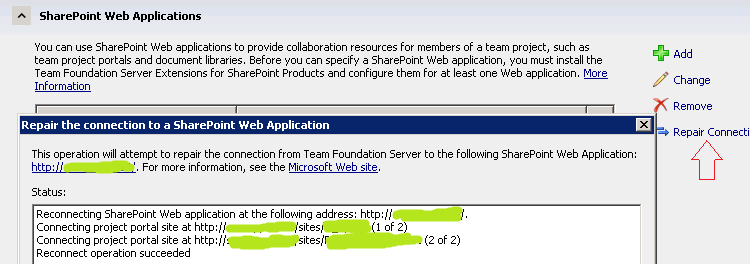 SharePoint Web Applications
You can use SharePoint Web applications to provide collaboration resources for members of a team project, such as
team project portals and document libraries. Before you can specify a SharePoint Web application, you must install the
Team Foundation Server Extensions for SharePoint Products and configure them for at least one Web application. More
Information
Add
Change
Remove
Repair Connecti
Repair the connection to a SharePoint Web Application
This operation will attempt to repair the connection from Team Foundation Server to the following SharePoint Web Application:
http:// /. For more information, see the Microsoft Web site.
Status:
Reconnecting SharePoint Web application at the following address: http:// /.
Connecting project portal site at http:// /sites/ (1 of 2)
Connecting project portal site at http:// /sites/ (2 of 2)
Reconnect operation succeeded